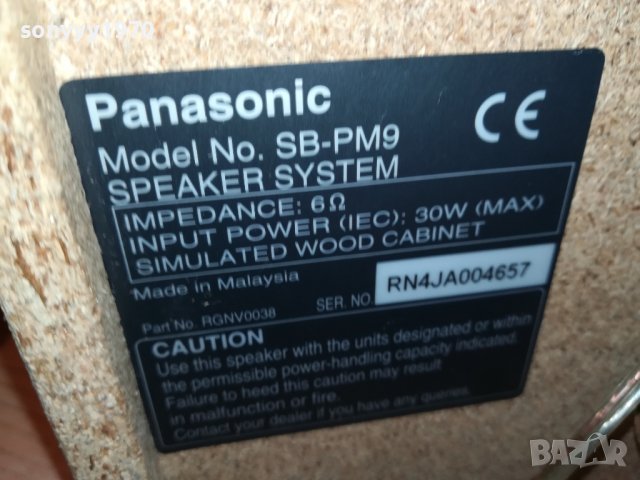 sohvyy1970
Panasonic
CE
Model No. SB-PM9
SPEAKER SYSTEM
IMPEDANCE: 6Ω
INPUT POWER (IEC): 30W (MAX)
SIMULATED WOOD CABINET
Made in Malaysia
SER. NO RN4JA004657
Part No. RGNV0038
CAUTION
Use this speaker with the units designated or within
the permissible power-handling capacity indicated.
Failure to heed this caution may result
in malfunction or fire.
Contact your dealer if you have any queries.
BAZAR